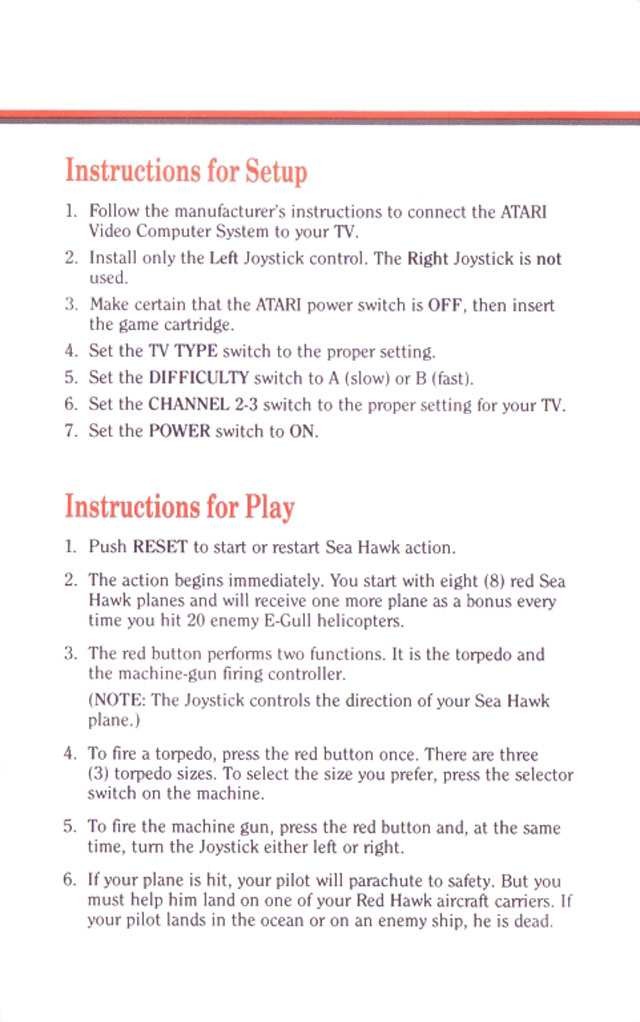 Instructions for Setup
1. Follow the manufacturer's instructions to connect the ATARI
Video Computer System to your TV.
2. Install only the Left Joystick control. The Right Joystick is not
used.
3. Make certain that the ATARI power switch is OFF, then insert
the game cartridge.
4. Set the TV TYPE switch to the proper setting.
5. Set the DIFFICULTY switch to A (slow) or B (fast).
6. Set the CHANNEL 2-3 switch to the proper setting for your TV.
7. Set the POWER switch to ON.
Instructions for Play
1. Push RESET to start or restart Sea Hawk action.
2. The action begins immediately. You start with eight (8) red Sea
Hawk planes and will receive one more plane as a bonus every
time you hit 20 enemy E-Gull helicopters.
3. The red button performs two functions. It is the torpedo and
the machine-gun firing controller.
(NOTE: The Joystick controls the direction of your Sea Hawk
plane.)
4. To fire a torpedo, press the red button once. There are three
(3) torpedo sizes. To select the size you prefer, press the selector
switch on the machine.
5. To fire the machine gun, press the red button and, at the same
time, turn the Joystick either left or right.
6. If your plane is hit, your pilot will parachute to safety. But you
must help him land on one of your Red Hawk aircraft carriers. If
your pilot lands in the ocean or on an enemy ship, he is dead.